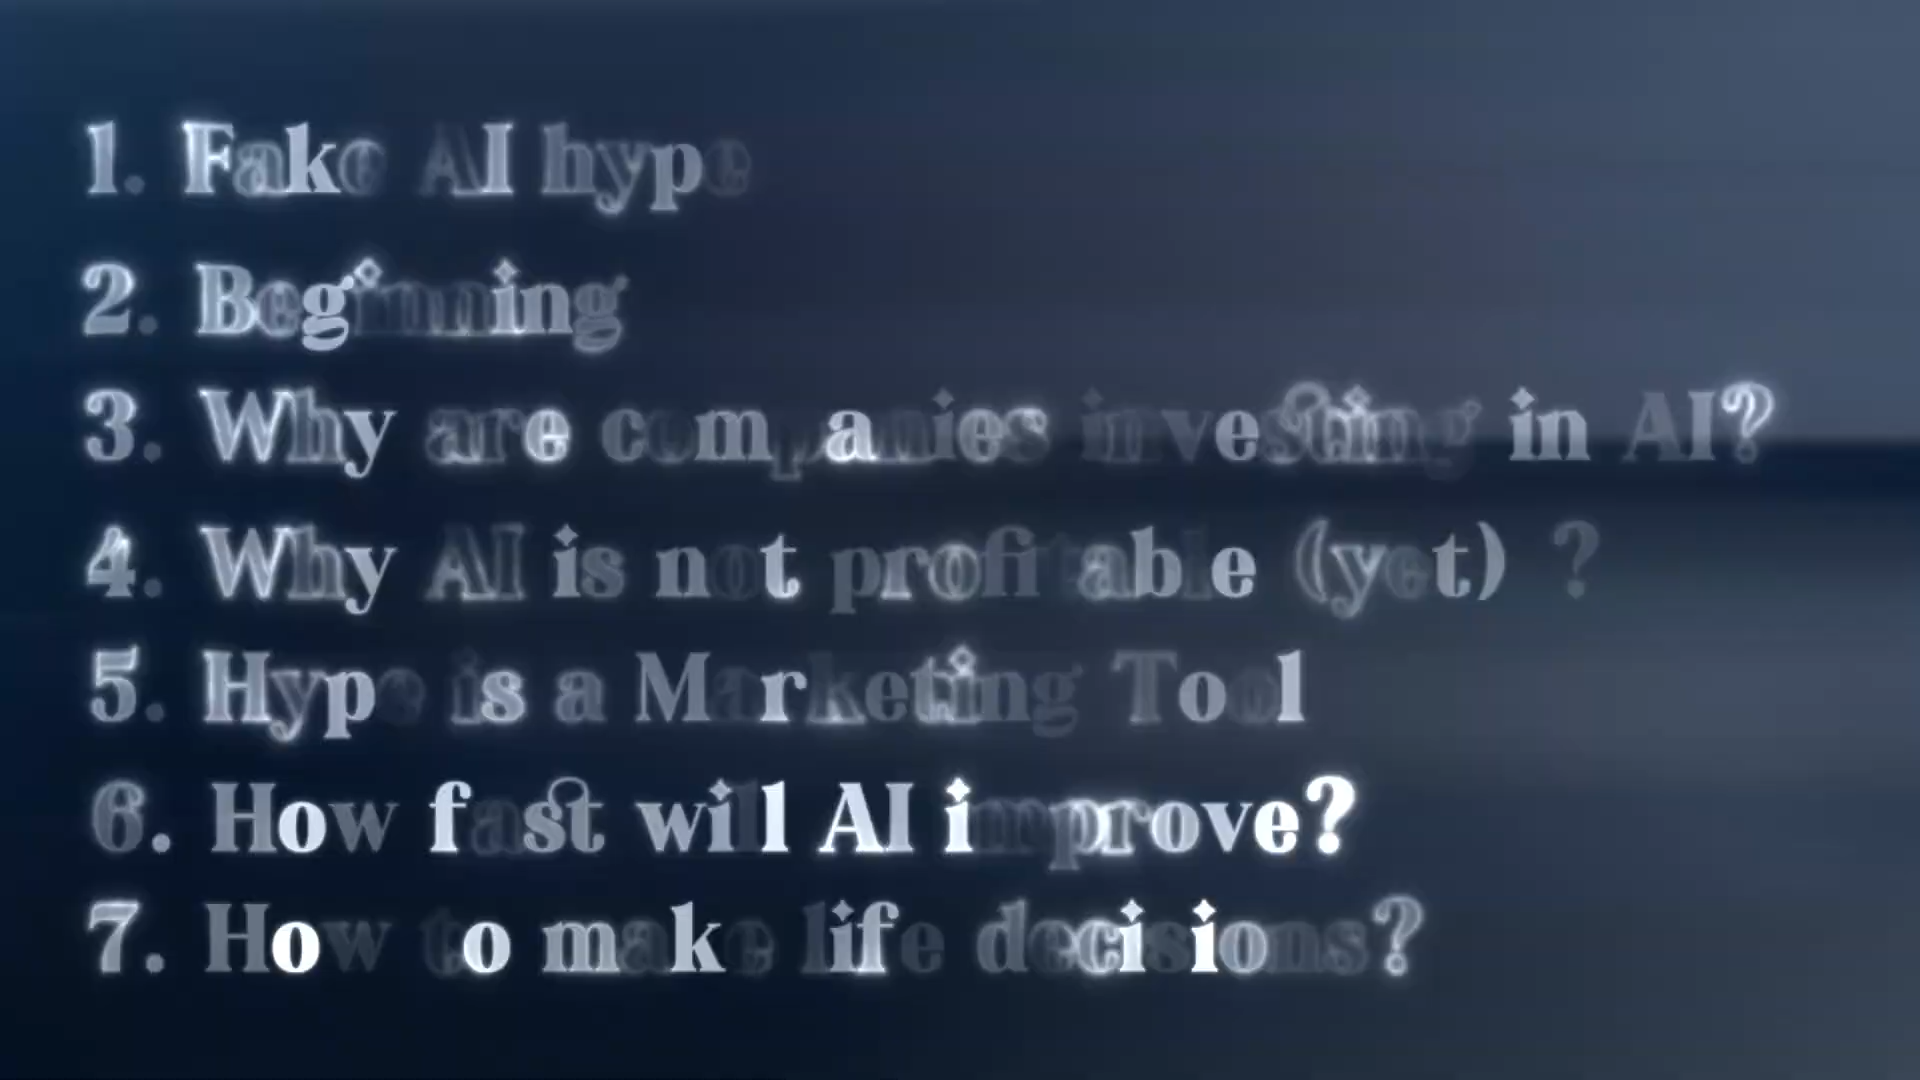 1. Fake AI hype
2. Beginning
3. Why are companies investing in AI?
4. Why AI is not profitable (yet) ?
5. Hype is a Marketing Tool
6. How fast will AI improve?
7. How to make life decisions?